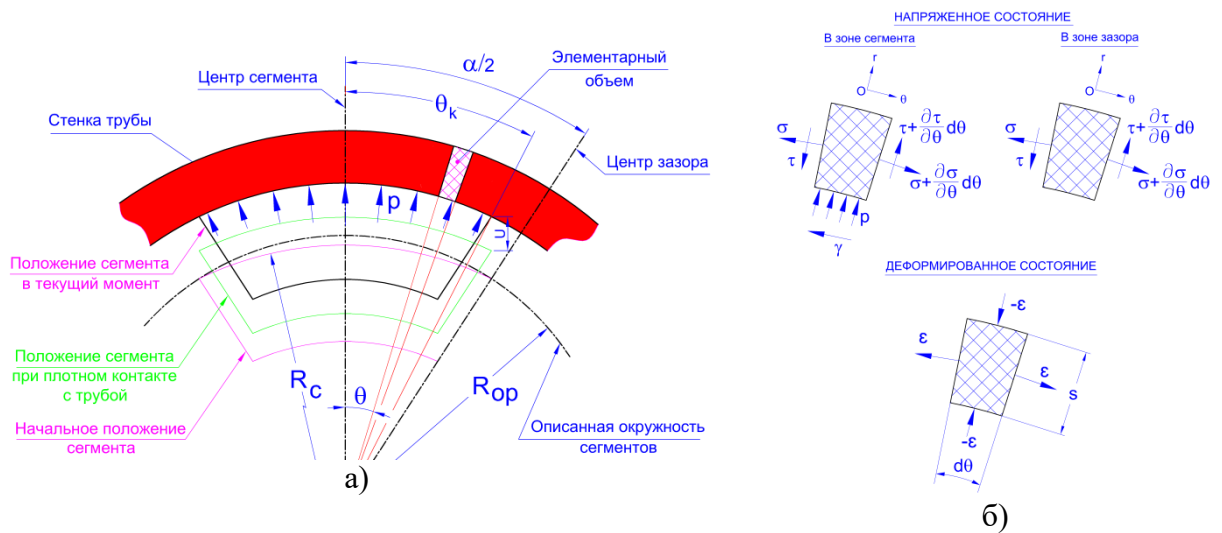 Центр сегмента
α/2
θk
Элементарный
объем
Стенка трубы
Центр зазора
p
u
Положение сегмента
в текущий момент
Положение сегмента
при плотном контакте
с трубой
Начальное положение
сегмента
Rc
θ
Rop
Описанная окружность
сегментов
а)
НАПРЯЖЕННОЕ СОСТОЯНИЕ
В зоне сегмента
В зоне зазора
r
O
θ
σ
τ
τ+∂τ/∂θ dθ
σ+∂σ/∂θ dθ
p
γ
r
O
θ
σ
τ
τ+∂τ/∂θ dθ
σ+∂σ/∂θ dθ
ДЕФОРМИРОВАННОЕ СОСТОЯНИЕ
-ε
ε
ε
s
-ε
dθ
б)